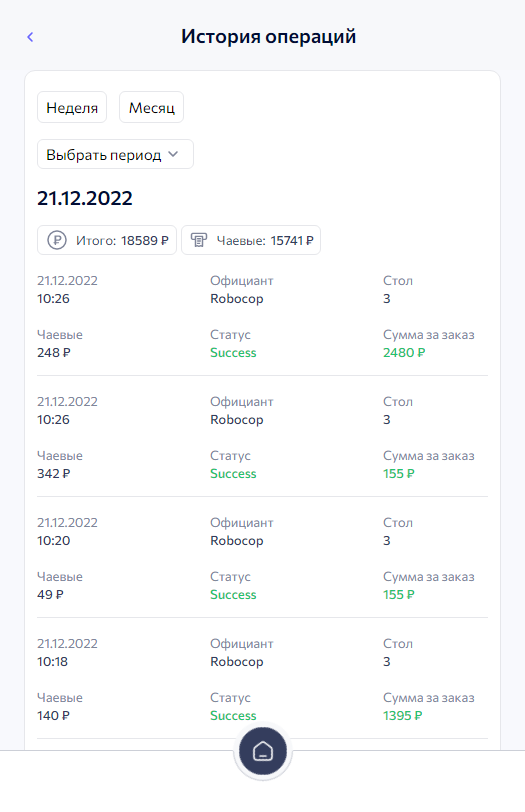 История операций
Неделя Месяц
Выбрать период
21.12.2022
Итого: 18589 ₽ Чаевые: 15741 ₽
21.12.2022 Официант Стол
10:26 Robocop 3
Чаевые Статус Сумма за заказ
248 ₽ Success 2480 ₽
21.12.2022 Официант Стол
10:26 Robocop 3
Чаевые Статус Сумма за заказ
342 ₽ Success 155 ₽
21.12.2022 Официант Стол
10:20 Robocop 3
Чаевые Статус Сумма за заказ
49 ₽ Success 155 ₽
21.12.2022 Официант Стол
10:18 Robocop 3
Чаевые Статус Сумма за заказ
140 ₽ Success 1395 ₽